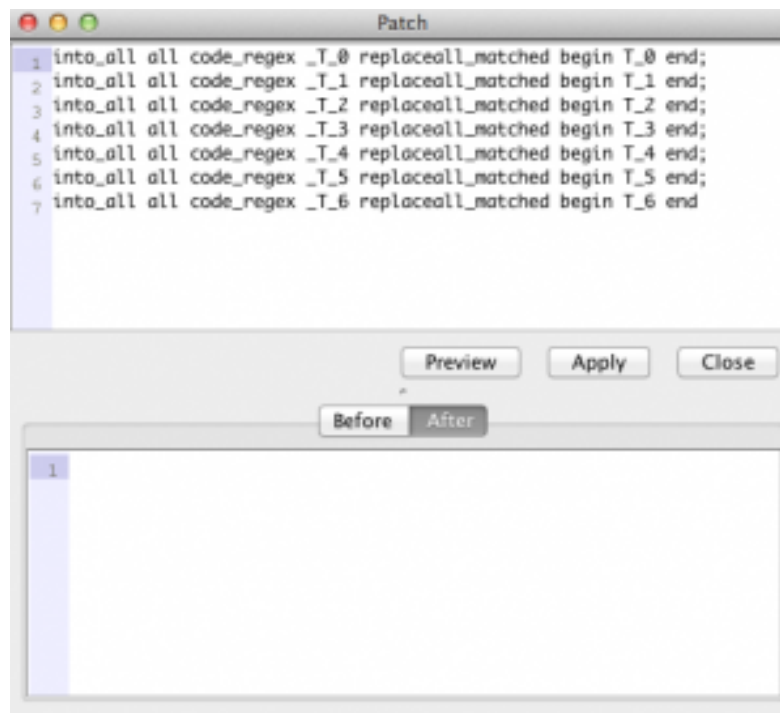 Patch
1 into_all all code_regex _T_0 replaceall_matched begin T_0 end;
2 into_all all code_regex _T_1 replaceall_matched begin T_1 end;
3 into_all all code_regex _T_2 replaceall_matched begin T_2 end;
4 into_all all code_regex _T_3 replaceall_matched begin T_3 end;
5 into_all all code_regex _T_4 replaceall_matched begin T_4 end;
6 into_all all code_regex _T_5 replaceall_matched begin T_5 end;
7 into_all all code_regex _T_6 replaceall_matched begin T_6 end
Preview Apply Close
Before After
1